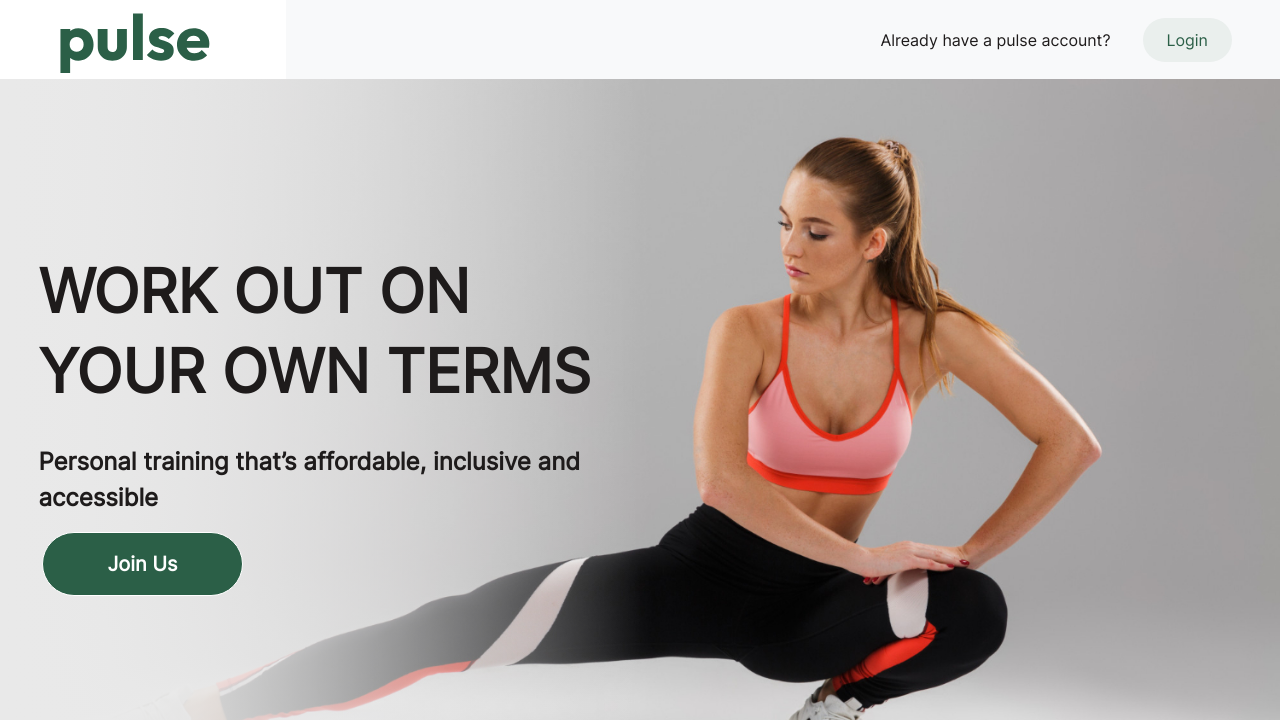 pulse
Already have a pulse account?
Login
WORK OUT ON
YOUR OWN TERMS
Personal training that’s affordable, inclusive and
accessible
Join Us